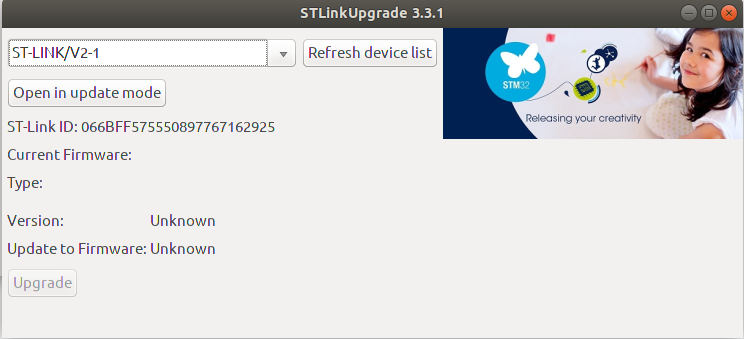 STLinkUpgrade 3.3.1
ST-LINK/V2-1
Refresh device list
Open in update mode
ST-Link ID: 066BFF575550897767162925
Current Firmware:
Type:
Version: Unknown
Update to Firmware: Unknown
Upgrade
STM32
Releasing your creativity